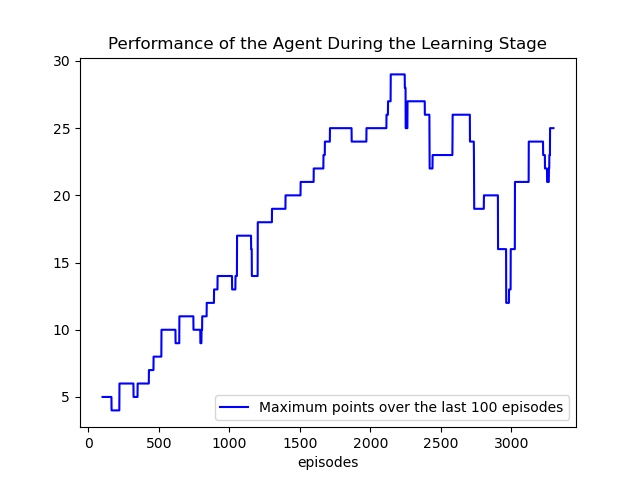 Performance of the Agent During the Learning Stage
30
25
20
15
10
5
Maximum points over the last 100 episodes
0 500 1000 1500 2000 2500 3000
episodes